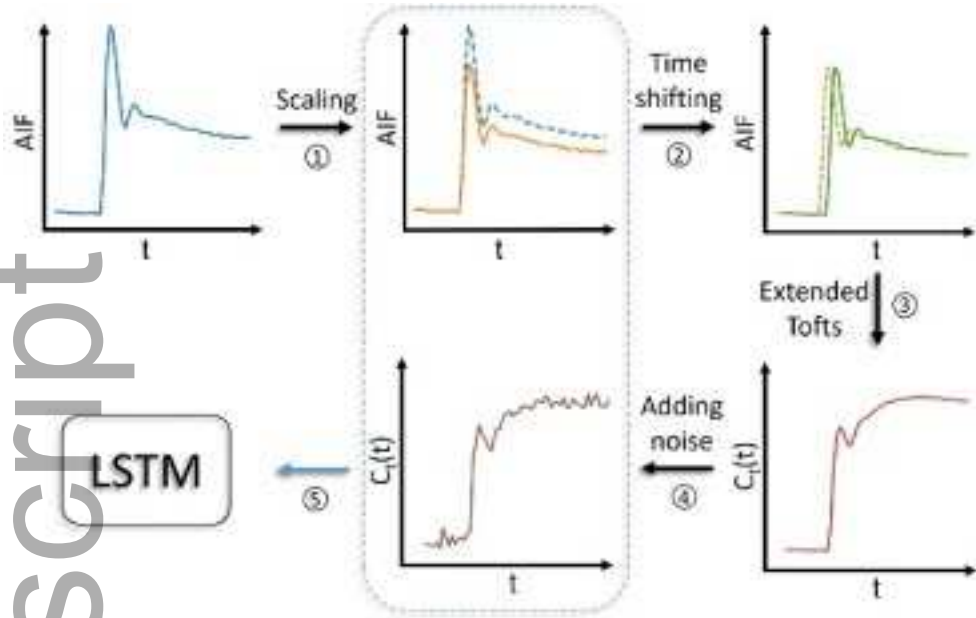 AIF
t
Scaling
①
AIF
t
Time
shifting
②
AIF
t
Extended
Tofts
③
Cₜ(t)
t
Adding
noise
④
Cₜ(t)
t
⑤
LSTM
script